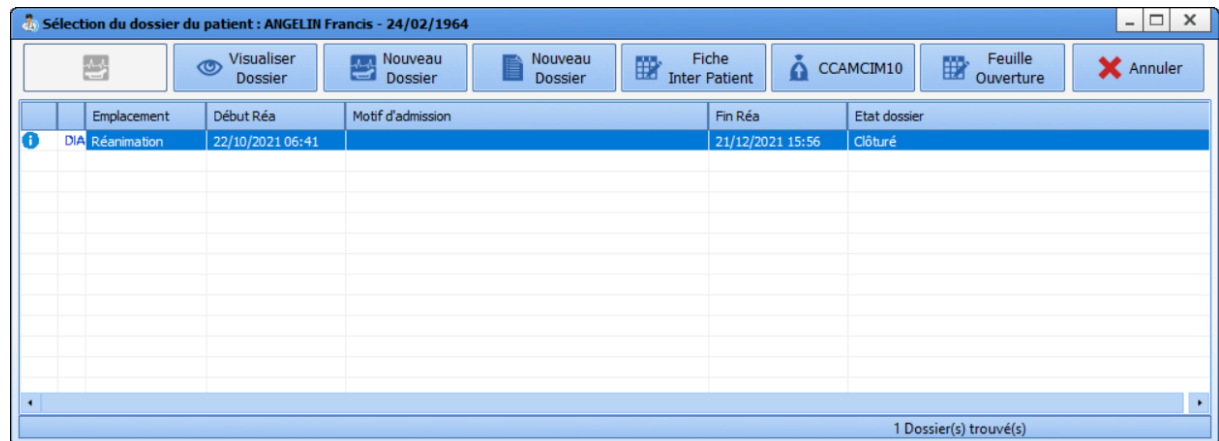 Sélection du dossier du patient : ANGELIN Francis - 24/02/1964
Visualiser Dossier
Nouveau Dossier
Nouveau Dossier
Fiche Inter Patient
CCAMCIM10
Feuille Ouverture
Annuler
Emplacement Début Réa Motif d'admission Fin Réa Etat dossier
DIA Réanimation 22/10/2021 06:41 21/12/2021 15:56 Clôturé
1 Dossier(s) trouvé(s)